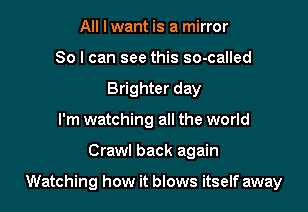 All I want is a mirror
So I can see this so-called
Brighter day
I'm watching all the world
Crawl back again
Watching how it blows itself away